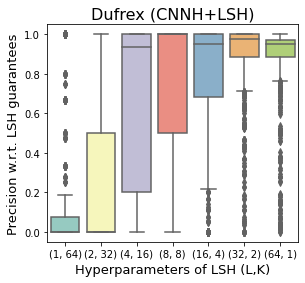 Dufrex (CNNH+LSH)
Precision w.r.t. LSH guarantees
1.0
0.8
0.6
0.4
0.2
0.0
(1, 64) (2, 32) (4, 16) (8, 8) (16, 4) (32, 2) (64, 1)
Hyperparameters of LSH (L,K)